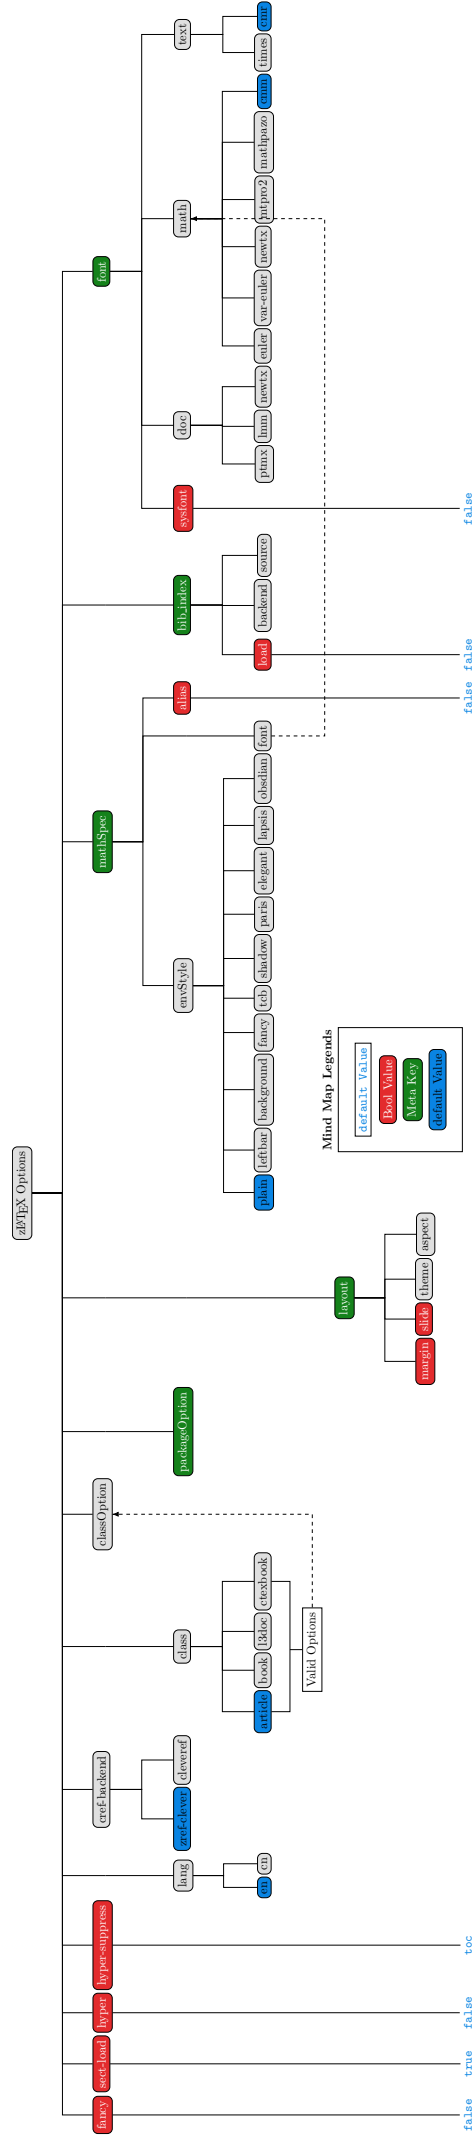 zLATEX Options
fancy
sect-load
hyper
hyper-suppress
lang
cref-backend
class
classOption
packageOption
layout
mathSpec
bib_index
font
en
cn
zref-clever
cleveref
article
book
l3doc
ctexbook
Valid Options
margin
slide
theme
aspect
envStyle
font
alias
plain
leftbar
background
fancy
tcb
shadow
paris
elegant
lapsis
obsdian
load
backend
source
sysfont
doc
math
text
ptmx
lmm
newtx
euler
var-euler
newtx
mtpro2
mathpazo
cmm
times
cmr
Mind Map Legends
default Value
Bool Value
Meta Key
default Value
false
true
false
toc
false
false
false